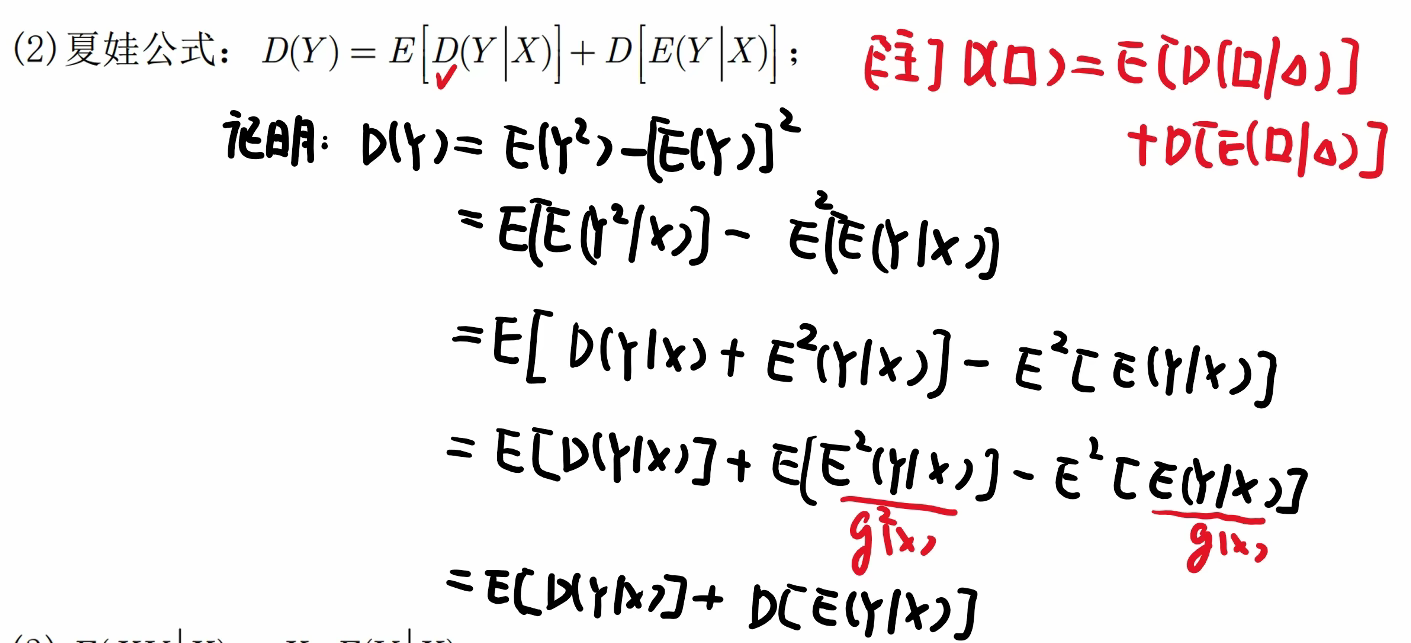 (2) 夏娃公式: D(Y) = E[D(Y|X)] + D[E(Y|X)]; [注] D(□) = E[D(□|△)]
+ D[E(□|△)]
证明: D(Y) = E(Y²) - [E(Y)]²
= E[E(Y²|X)] - E²[E(Y|X)]
= E[D(Y|X) + E²(Y|X)] - E²[E(Y|X)]
= E[D(Y|X)] + E[E²(Y|X)] - E²[E(Y|X)]
g²(X) g(X)
= E[D(Y|X)] + D[E(Y|X)]